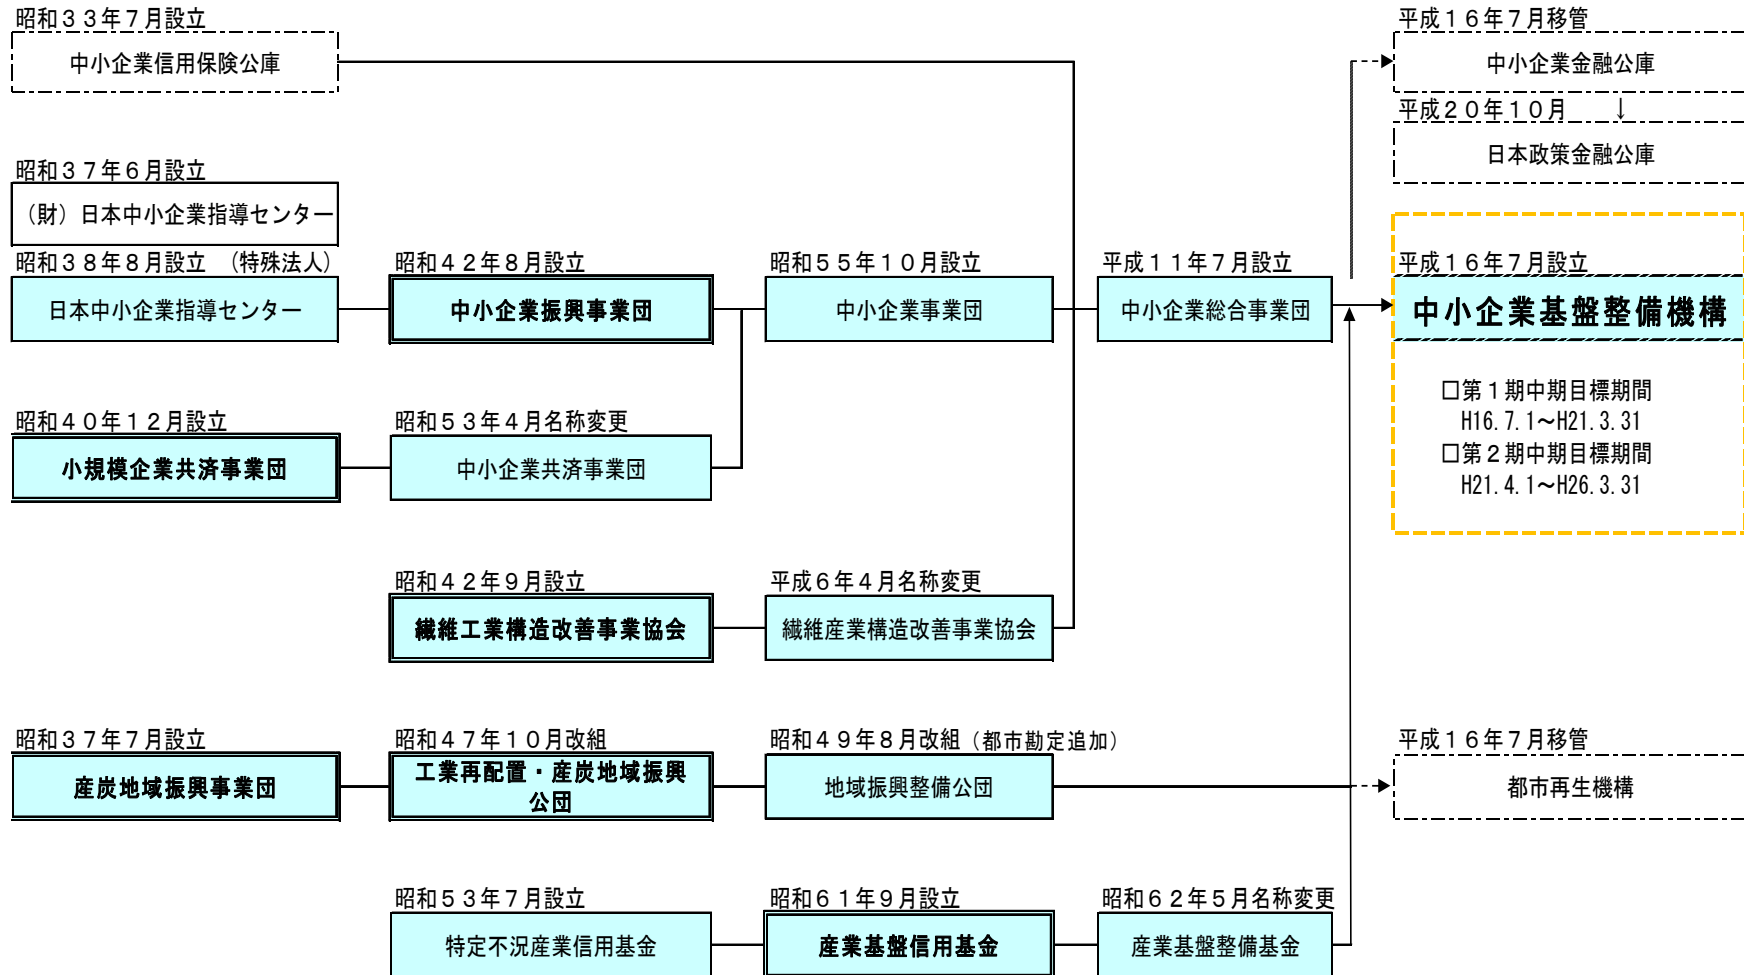 昭和３３年７月設立
中小企業信用保険公庫
平成１６年７月移管
中小企業金融公庫
平成２０年１０月　↓
日本政策金融公庫
昭和３７年６月設立
（財）日本中小企業指導センター
昭和３８年８月設立　（特殊法人）
日本中小企業指導センター
昭和４２年８月設立
中小企業振興事業団
昭和５５年１０月設立
中小企業事業団
平成１１年７月設立
中小企業総合事業団
平成１６年７月設立
中小企業基盤整備機構
□第１期中期目標期間
H16.7.1～H21.3.31
□第２期中期目標期間
H21.4.1～H26.3.31
昭和４０年１２月設立
小規模企業共済事業団
昭和５３年４月名称変更
中小企業共済事業団
昭和４２年９月設立
繊維工業構造改善事業協会
平成６年４月名称変更
繊維産業構造改善事業協会
昭和３７年７月設立
産炭地域振興事業団
昭和４７年１０月改組
工業再配置・産炭地域振興
公団
昭和４９年８月改組（都市勘定追加）
地域振興整備公団
平成１６年７月移管
都市再生機構
昭和５３年７月設立
特定不況産業信用基金
昭和６１年９月設立
産業基盤信用基金
昭和６２年５月名称変更
産業基盤整備基金